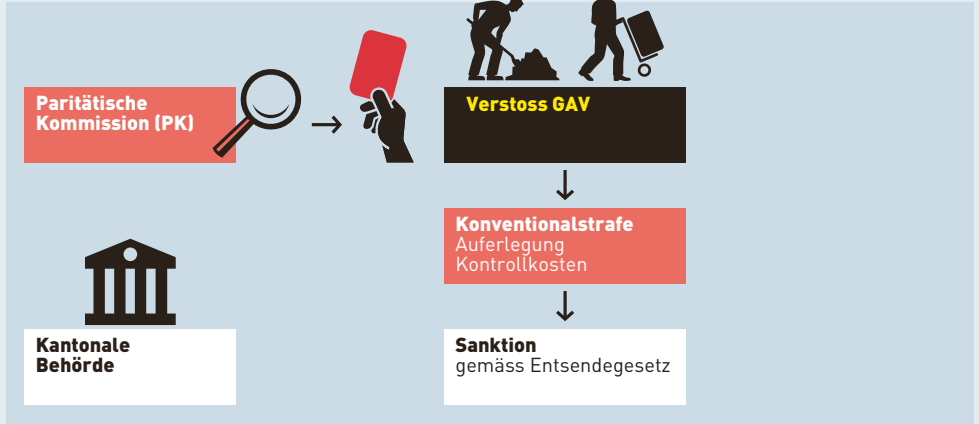 Paritätische
Kommission (PK)
Verstoss GAV
Konventionalstrafe
Auferlegung
Kontrollkosten
Kantonale
Behörde
Sanktion
gemäss Entsendegesetz